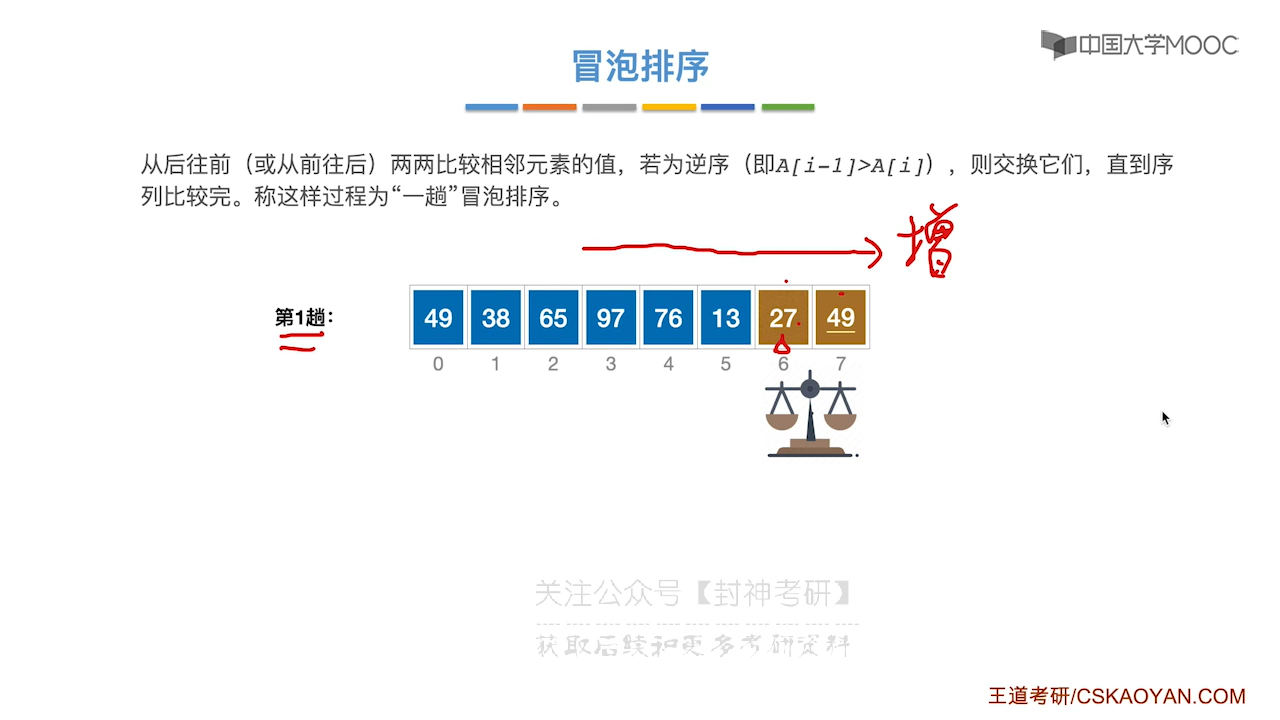 中国大学MOOC
冒泡排序
从后往前（或从前往后）两两比较相邻元素的值，若为逆序（即A[i-1]>A[i]），则交换它们，直到序
列比较完。称这样过程为“一趟”冒泡排序。
增
第1趟：
49 38 65 97 76 13 27 49
0 1 2 3 4 5 6 7
关注公众号【封神考研】
获取后续和更多考研资料
王道考研/CSKAOYAN.COM